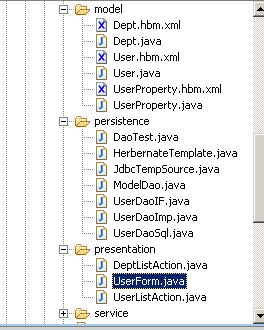 model
Dept.hbm.xml
Dept.java
User.hbm.xml
User.java
UserProperty.hbm.xml
UserProperty.java
persistence
DaoTest.java
HerbernateTemplate.java
JdbcTempSource.java
ModelDao.java
UserDaoIF.java
UserDaoImp.java
UserDaoSql.java
presentation
DeptListAction.java
UserForm.java
UserListAction.java
service